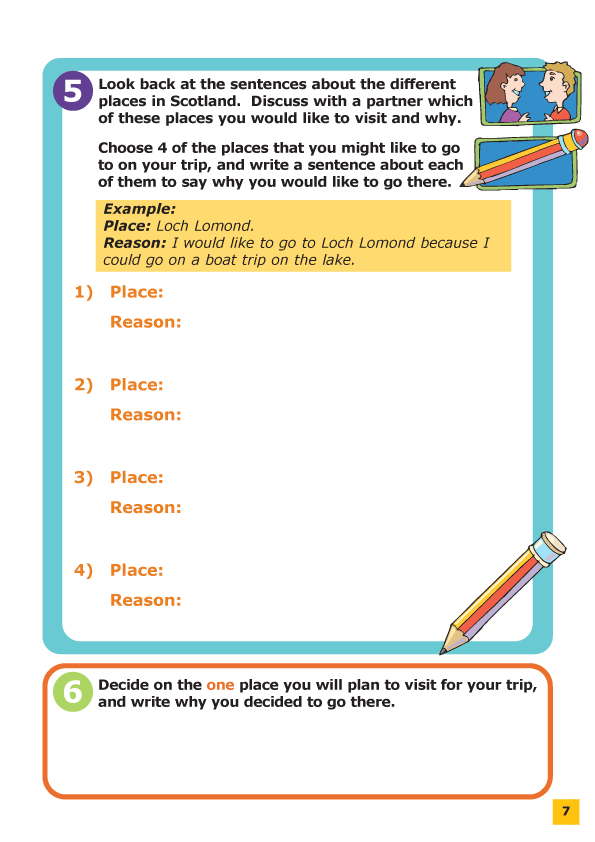 5
Look back at the sentences about the different
places in Scotland.  Discuss with a partner which
of these places you would like to visit and why.
Choose 4 of the places that you might like to go
to on your trip, and write a sentence about each
of them to say why you would like to go there.
Example:
Place: Loch Lomond.
Reason: I would like to go to Loch Lomond because I
could go on a boat trip on the lake.
1) Place:
Reason:
2) Place:
Reason:
3) Place:
Reason:
4) Place:
Reason:
6
Decide on the one place you will plan to visit for your trip,
and write why you decided to go there.
7